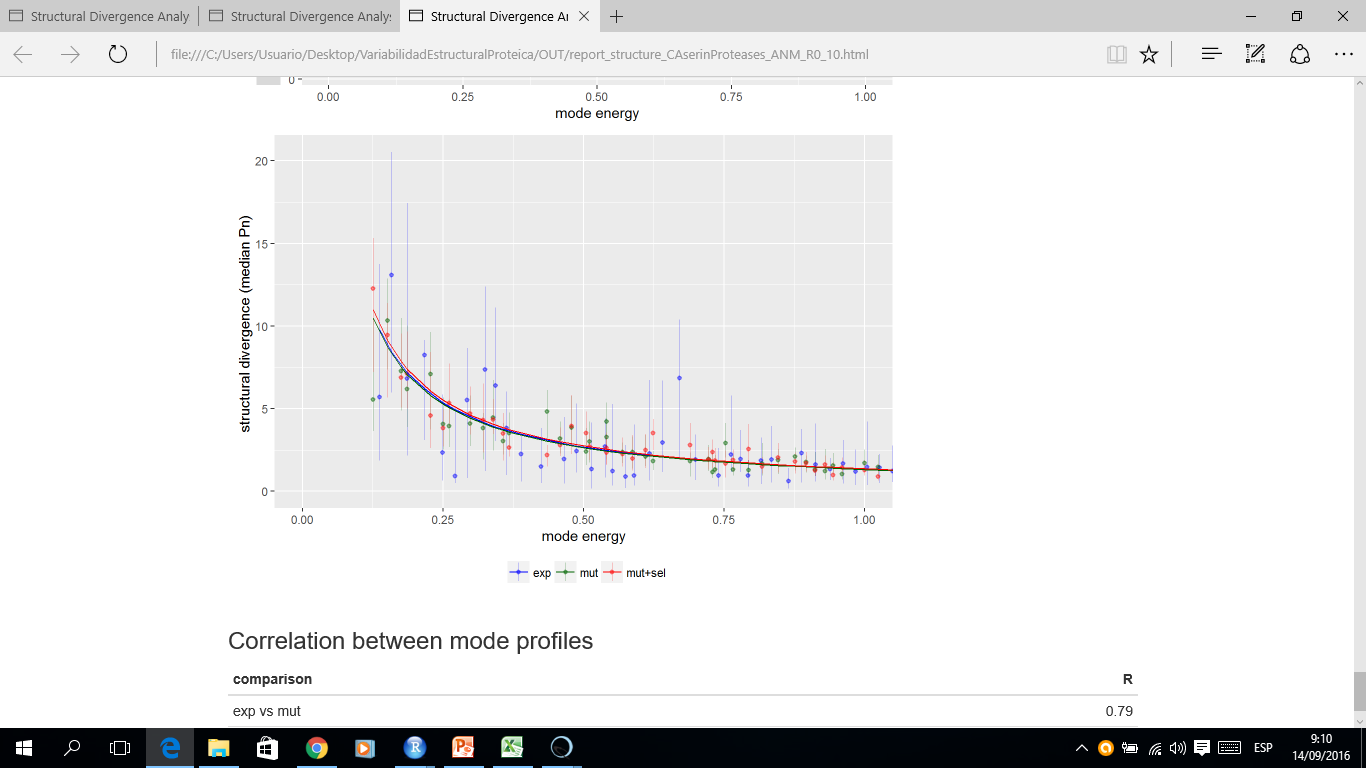 Structural Divergence Analy
Structural Divergence Analys
Structural Divergence Ar
file:///C:/Users/Usuario/Desktop/VariabilidadEstructuralProteica/OUT/report_structure_CAserinProteases_ANM_R0_10.html
0
0.00 0.25 0.50 0.75 1.00
mode energy
20
15
10
5
0
structural divergence (median Pn)
0.00 0.25 0.50 0.75 1.00
mode energy
exp mut mut+sel
Correlation between mode profiles
comparison R
exp vs mut 0.79
ESP
9:10
14/09/2016